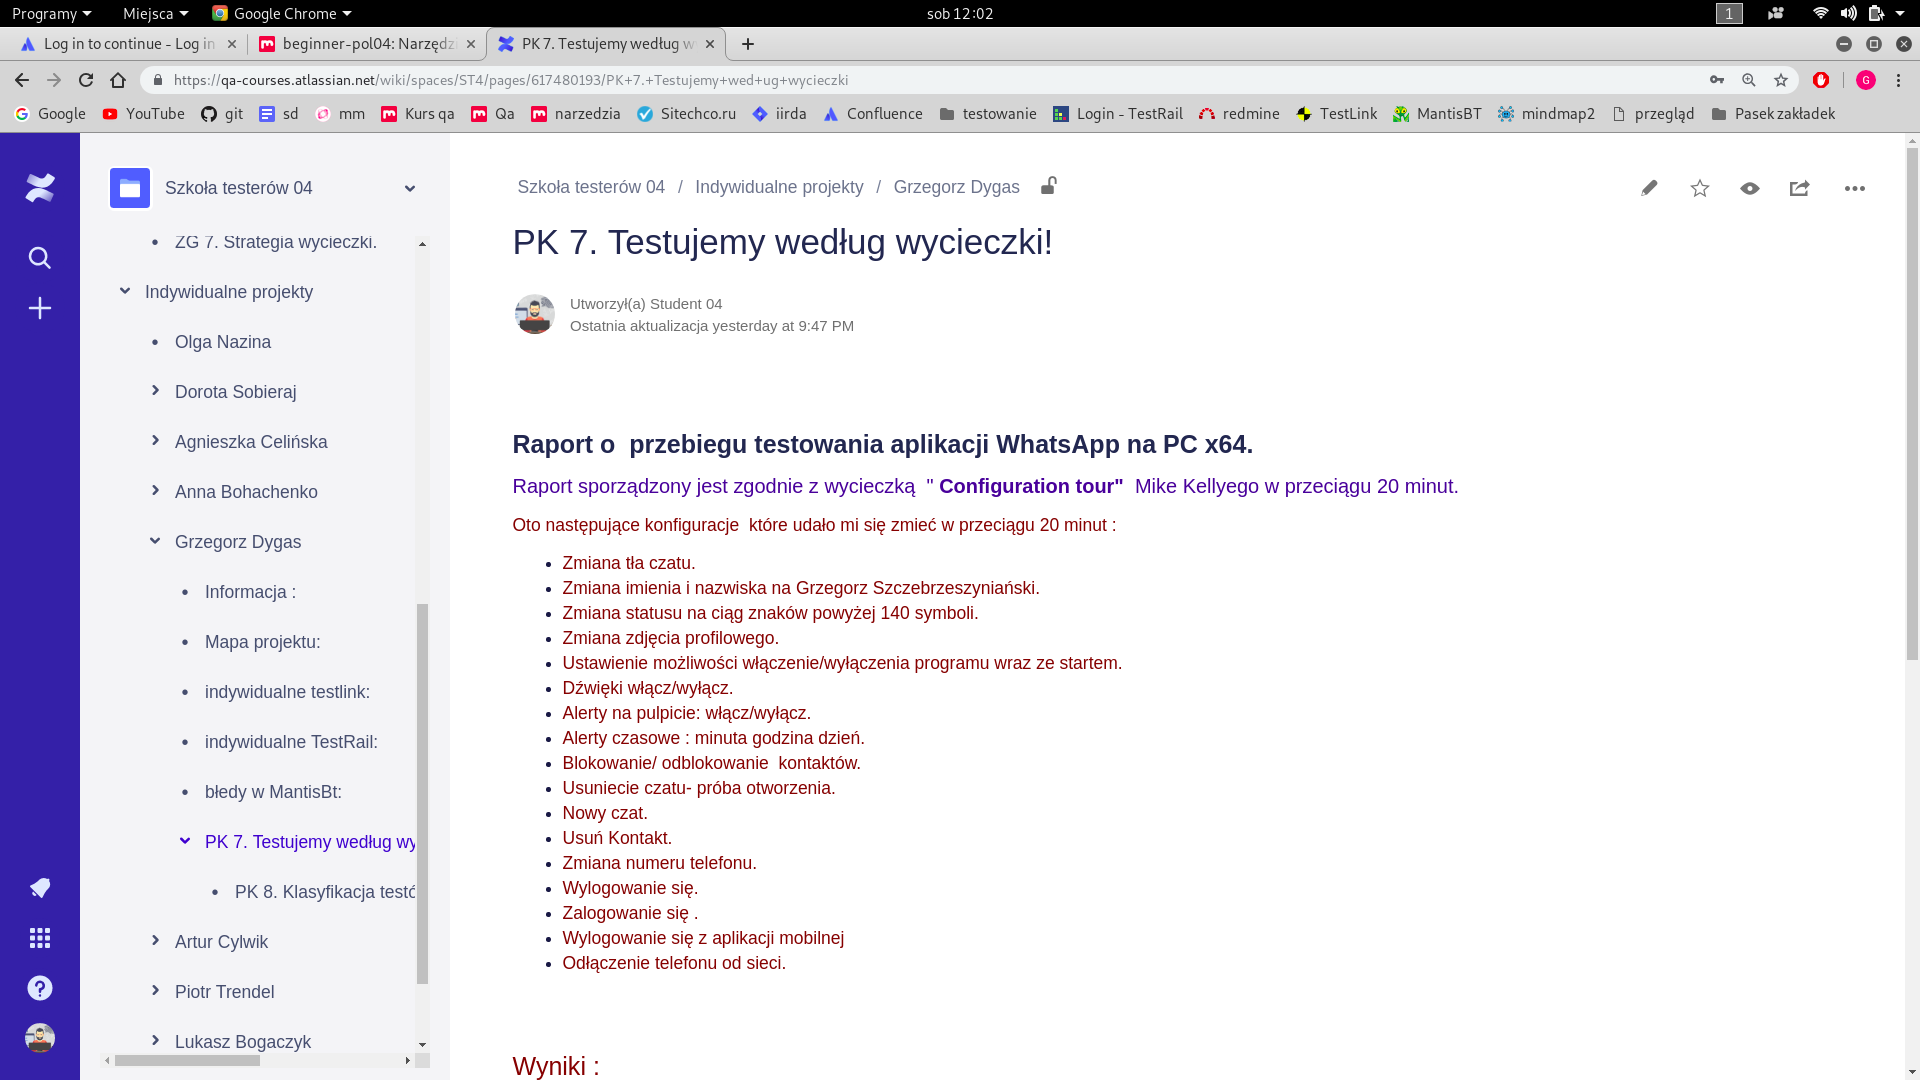 Programy Miejsca Google Chrome sob 12:02 1
Log in to continue - Log in beginner-pol04: Narzędzi PK 7. Testujemy według w
https://qa-courses.atlassian.net/wiki/spaces/ST4/pages/617480193/PK+7.+Testujemy+wed+ug+wycieczki G
Google YouTube git sd mm Kurs qa Qa narzedzia Sitechco.ru iirda Confluence testowanie Login - TestRail redmine TestLink MantisBT mindmap2 przegląd Pasek zakładek
Szkoła testerów 04
ZG 7. Strategia wycieczki.
Indywidualne projekty
Olga Nazina
Dorota Sobieraj
Agnieszka Celińska
Anna Bohachenko
Grzegorz Dygas
Informacja :
Mapa projektu:
indywidualne testlink:
indywidualne TestRail:
błedy w MantisBt:
PK 7. Testujemy według wy
PK 8. Klasyfikacja testó
Artur Cylwik
Piotr Trendel
Lukasz Bogaczyk
Szkoła testerów 04 / Indywidualne projekty / Grzegorz Dygas
PK 7. Testujemy według wycieczki!
Utworzył(a) Student 04
Ostatnia aktualizacja yesterday at 9:47 PM
Raport o przebiegu testowania aplikacji WhatsApp na PC x64.
Raport sporządzony jest zgodnie z wycieczką " Configuration tour" Mike Kellyego w przeciągu 20 minut.
Oto następujące konfiguracje które udało mi się zmieć w przeciągu 20 minut :
Zmiana tła czatu.
Zmiana imienia i nazwiska na Grzegorz Szczebrzeszyniański.
Zmiana statusu na ciąg znaków powyżej 140 symboli.
Zmiana zdjęcia profilowego.
Ustawienie możliwości włączenie/wyłączenia programu wraz ze startem.
Dźwięki włącz/wyłącz.
Alerty na pulpicie: włącz/wyłącz.
Alerty czasowe : minuta godzina dzień.
Blokowanie/ odblokowanie kontaktów.
Usuniecie czatu- próba otworzenia.
Nowy czat.
Usuń Kontakt.
Zmiana numeru telefonu.
Wylogowanie się.
Zalogowanie się .
Wylogowanie się z aplikacji mobilnej
Odłączenie telefonu od sieci.
Wyniki :